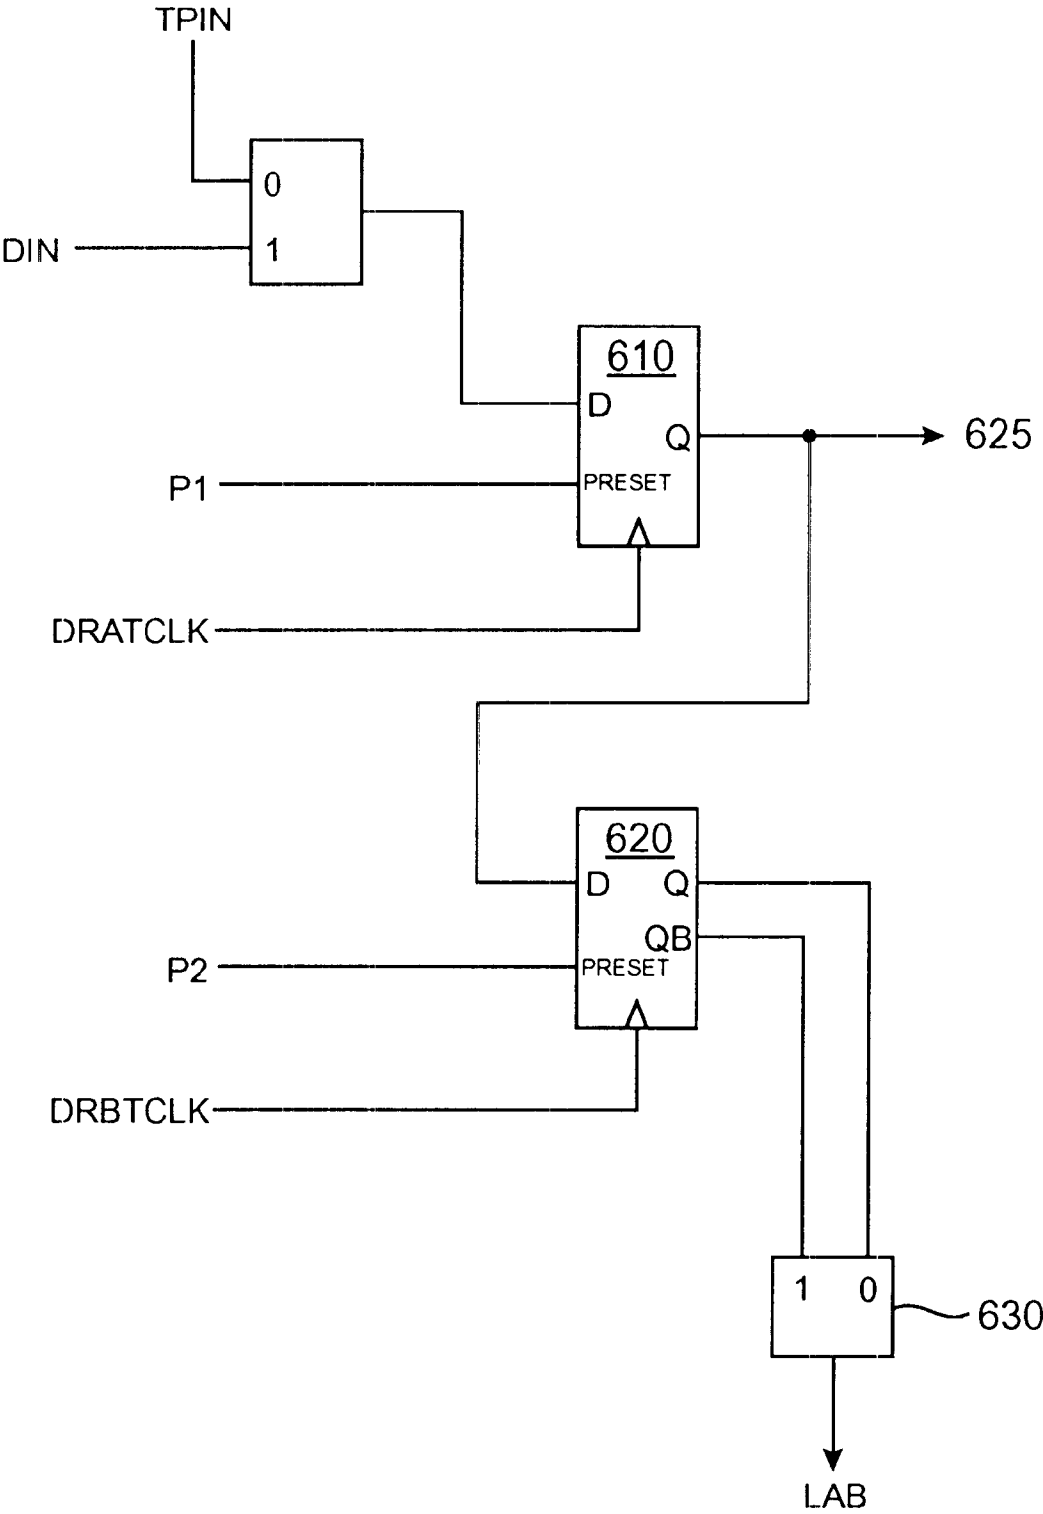 TPIN
0
DIN
1
610
D
Q
625
P1
PRESET
DRATCLK
620
D
Q
QB
P2
PRESET
DRBTCLK
1 0
630
LAB